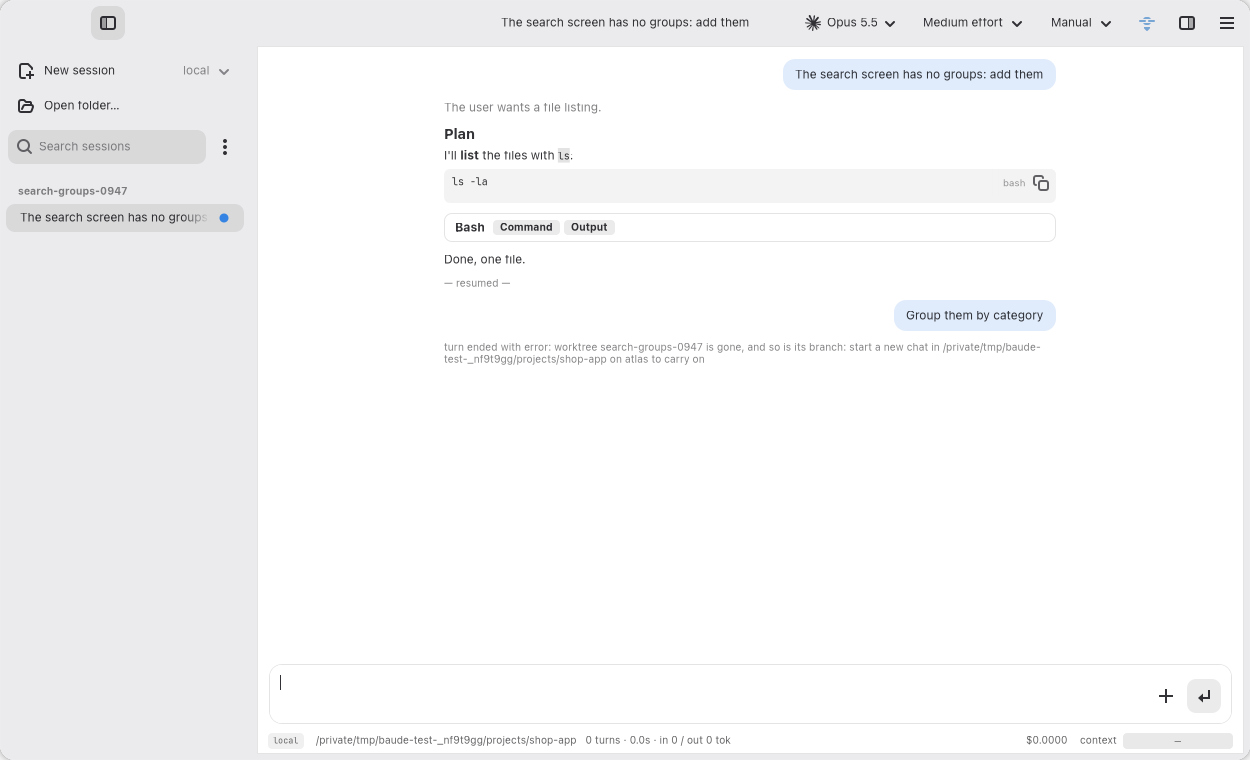 The search screen has no groups: add them
Opus 5.5
Medium effort
Manual
New session
local
Open folder...
Search sessions
search-groups-0947
The search screen has no groups
The search screen has no groups: add them
The user wants a file listing.
Plan
I'll list the files with ls.
ls -la
bash
Bash Command Output
Done, one file.
— resumed —
Group them by category
turn ended with error: worktree search-groups-0947 is gone, and so is its branch: start a new chat in /private/tmp/baude-
test-_nf9t9gg/projects/shop-app on atlas to carry on
local /private/tmp/baude-test-_nf9t9gg/projects/shop-app 0 turns · 0.0s · in 0 / out 0 tok
$0.0000 context —